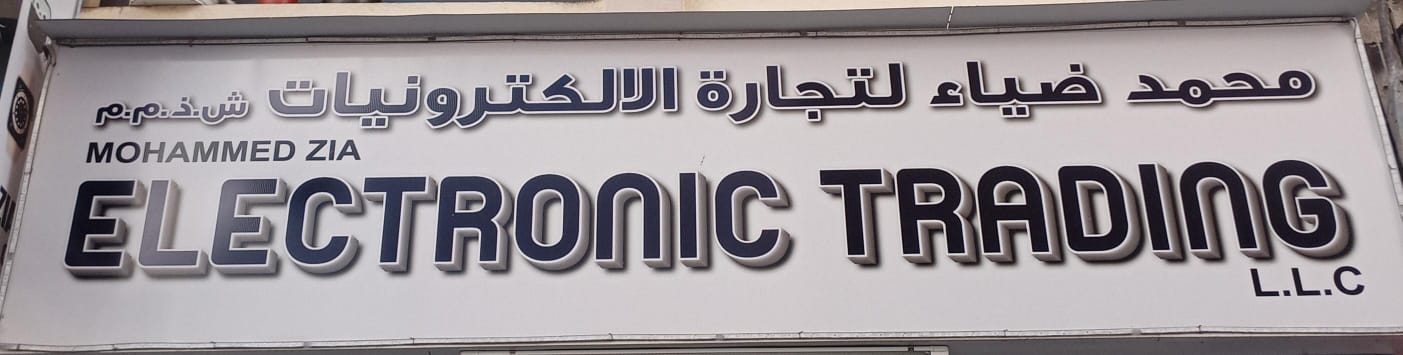 محمد ضياء لتجارة الالكترونيات ش.ذ.م.م
MOHAMMED ZIA
ELECTRONIC TRADING
L.L.C